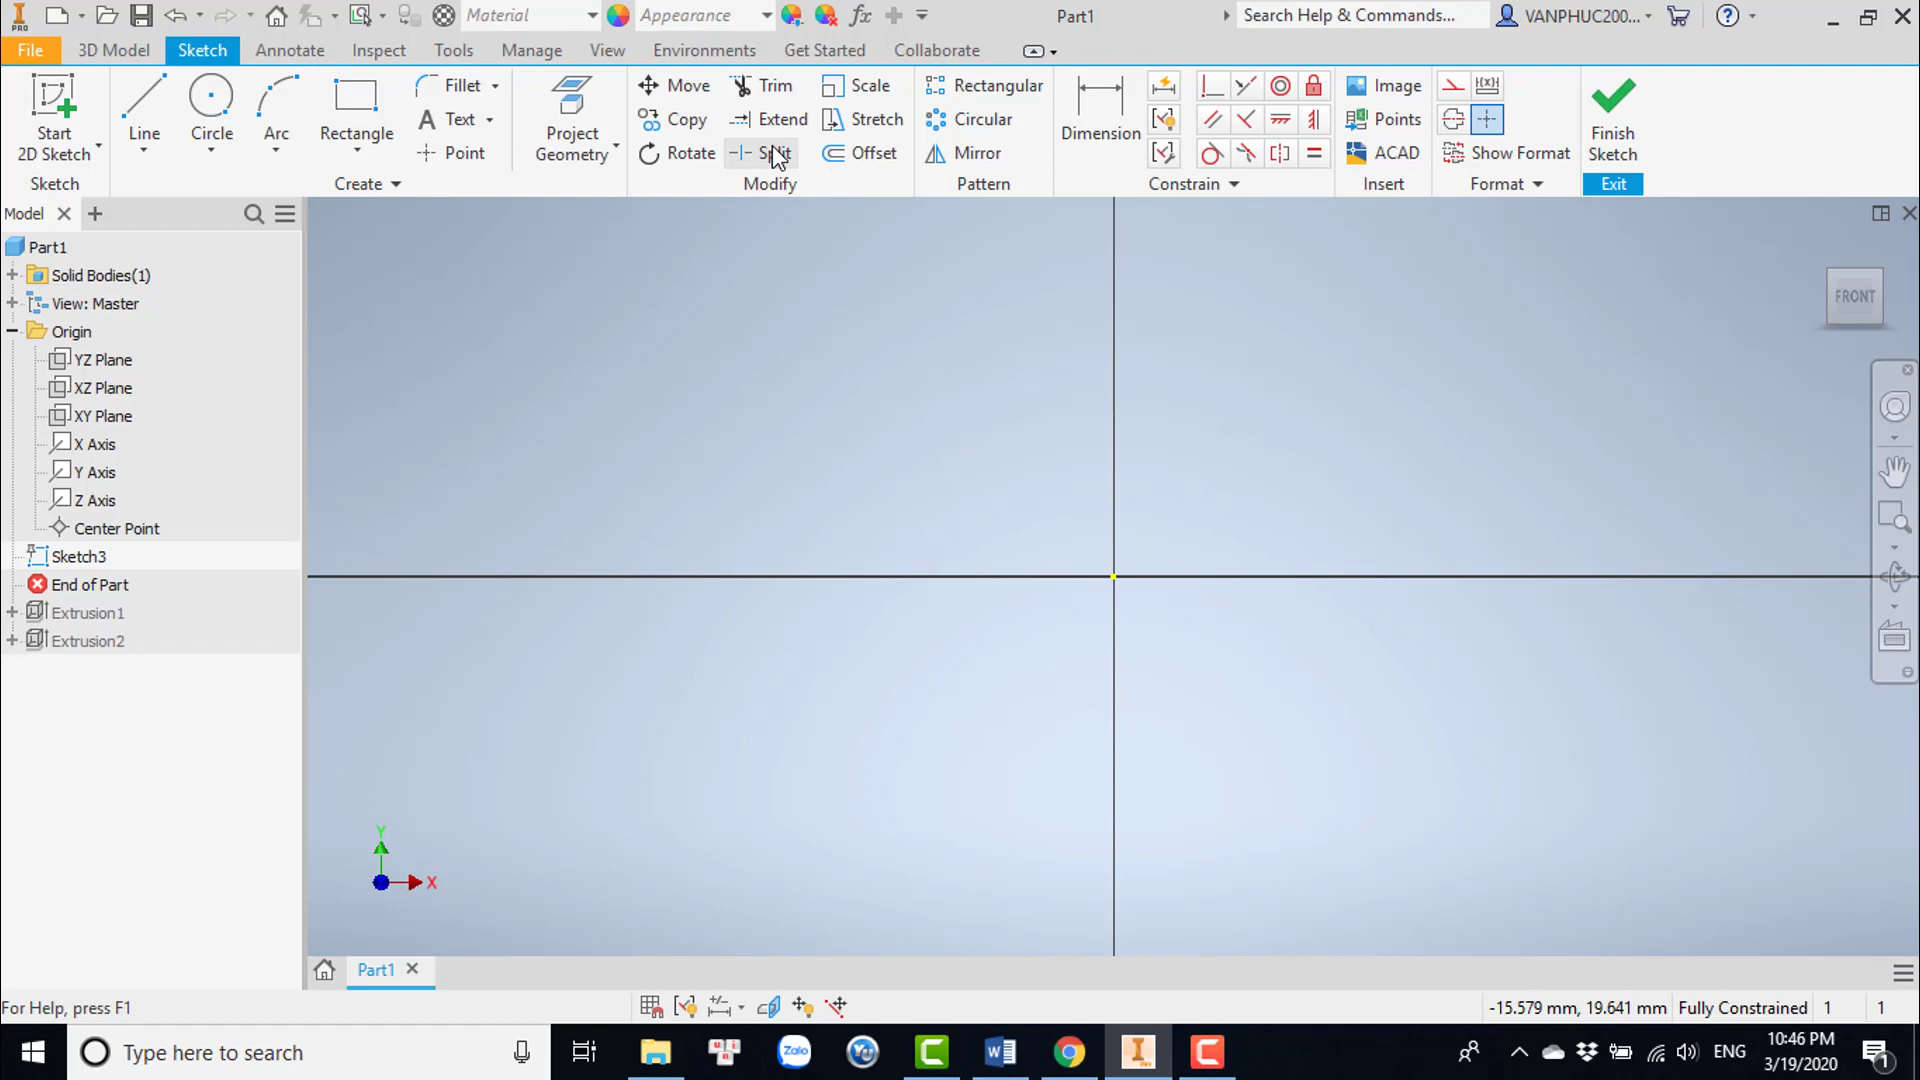 PRO Material Appearance fx Part1 Search Help & Commands... VANPHUC200...
File 3D Model Sketch Annotate Inspect Tools Manage View Environments Get Started Collaborate
Start 2D Sketch Line Circle Arc Rectangle Fillet Text Point Project Geometry
Move Trim Scale
Copy Extend Stretch
Rotate Split Offset
Rectangular
Circular
Mirror
Dimension
Image
Points
ACAD
Show Format
Finish Sketch
Sketch Create Modify Pattern Constrain Insert Format Exit
Model
Part1
Solid Bodies(1)
View: Master
Origin
YZ Plane
XZ Plane
XY Plane
X Axis
Y Axis
Z Axis
Center Point
Sketch3
End of Part
Extrusion1
Extrusion2
FRONT
Y
X
Part1
For Help, press F1 -15.579 mm, 19.641 mm Fully Constrained 1 1
Type here to search Zalo ENG 10:46 PM
3/19/2020 1